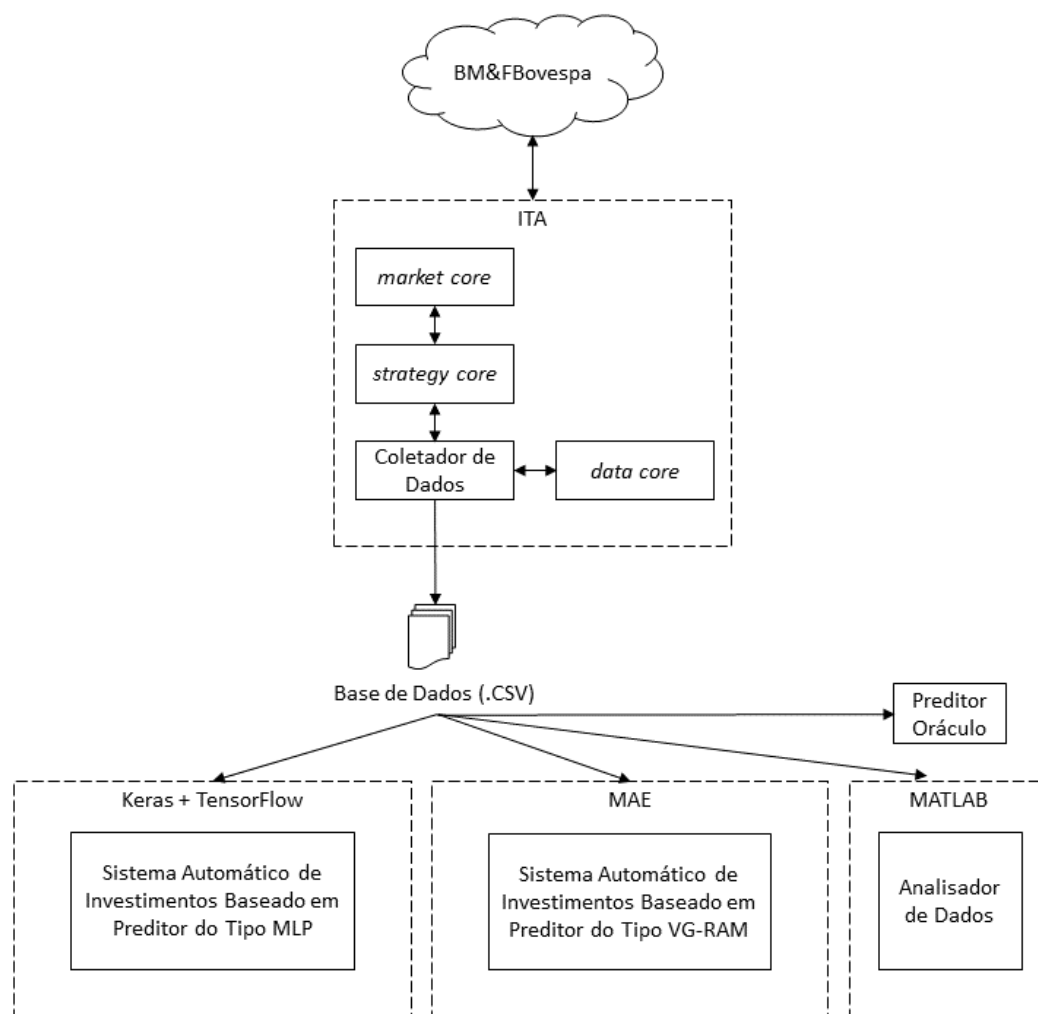 BM&FBovespa
ITA
market core
strategy core
Coletador de
Dados
data core
Base de Dados (.CSV)
Preditor
Oráculo
Keras + TensorFlow
Sistema Automático de
Investimentos Baseado em
Preditor do Tipo MLP
MAE
Sistema Automático de
Investimentos Baseado em
Preditor do Tipo VG-RAM
MATLAB
Analisador
de Dados